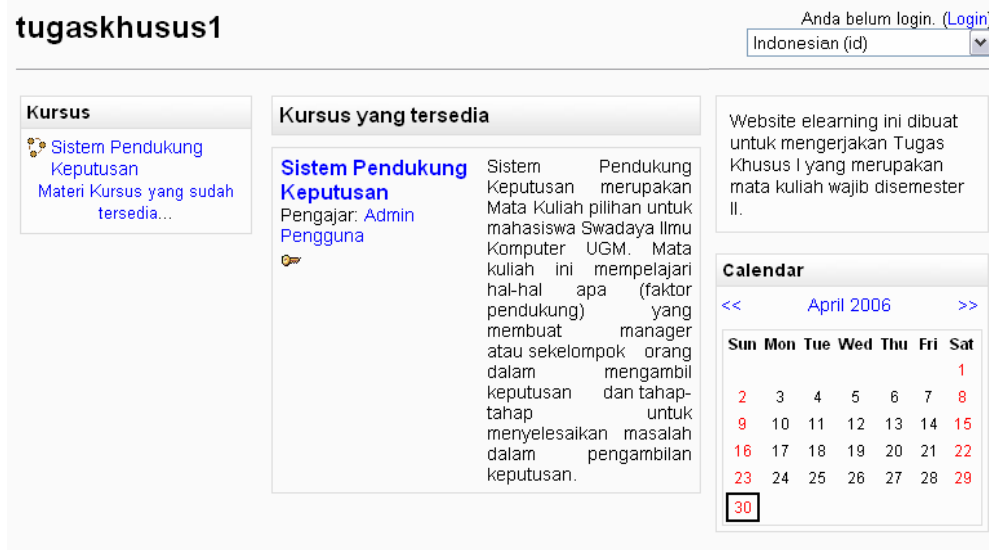 tugaskhusus1
Anda belum login. (Login)
Indonesian (id)
Kursus
Sistem Pendukung
Keputusan
Materi Kursus yang sudah
tersedia...
Kursus yang tersedia
Sistem Pendukung
Keputusan
Pengajar: Admin
Pengguna
Sistem Pendukung
Keputusan merupakan
Mata Kuliah pilihan untuk
mahasiswa Swadaya Ilmu
Komputer UGM. Mata
kuliah ini mempelajari
hal-hal apa (faktor
pendukung) yang
membuat manager
atau sekelompok orang
dalam mengambil
keputusan dan tahap-
tahap untuk
menyelesaikan masalah
dalam pengambilan
keputusan.
Website elearning ini dibuat
untuk mengerjakan Tugas
Khusus I yang merupakan
mata kuliah wajib disemester
II.
Calendar
<< April 2006 >>
Sun Mon Tue Wed Thu Fri Sat
1
2 3 4 5 6 7 8
9 10 11 12 13 14 15
16 17 18 19 20 21 22
23 24 25 26 27 28 29
30